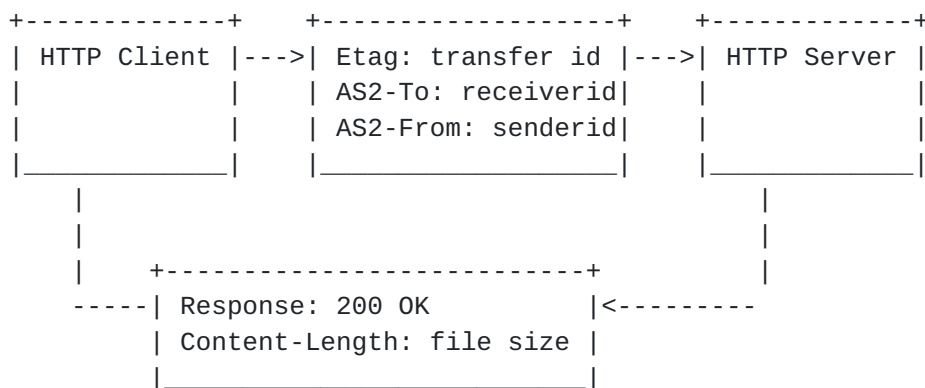 HTTP Client |--->| Etag: transfer id |--->| HTTP Server
AS2-To: receiverid
AS2-From: senderid
Response: 200 OK
Content-Length: file size